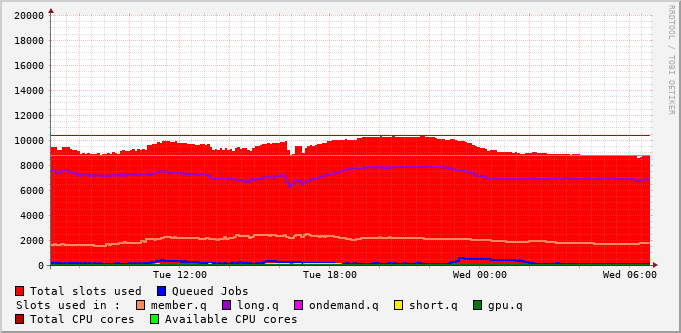 RRDTOOL / TOBI OETIKER
20000
18000
16000
14000
12000
10000
8000
6000
4000
2000
0
Tue 12:00 Tue 18:00 Wed 00:00 Wed 06:00
Total slots used Queued Jobs
Slots used in : member.q long.q ondemand.q short.q gpu.q
Total CPU cores Available CPU cores